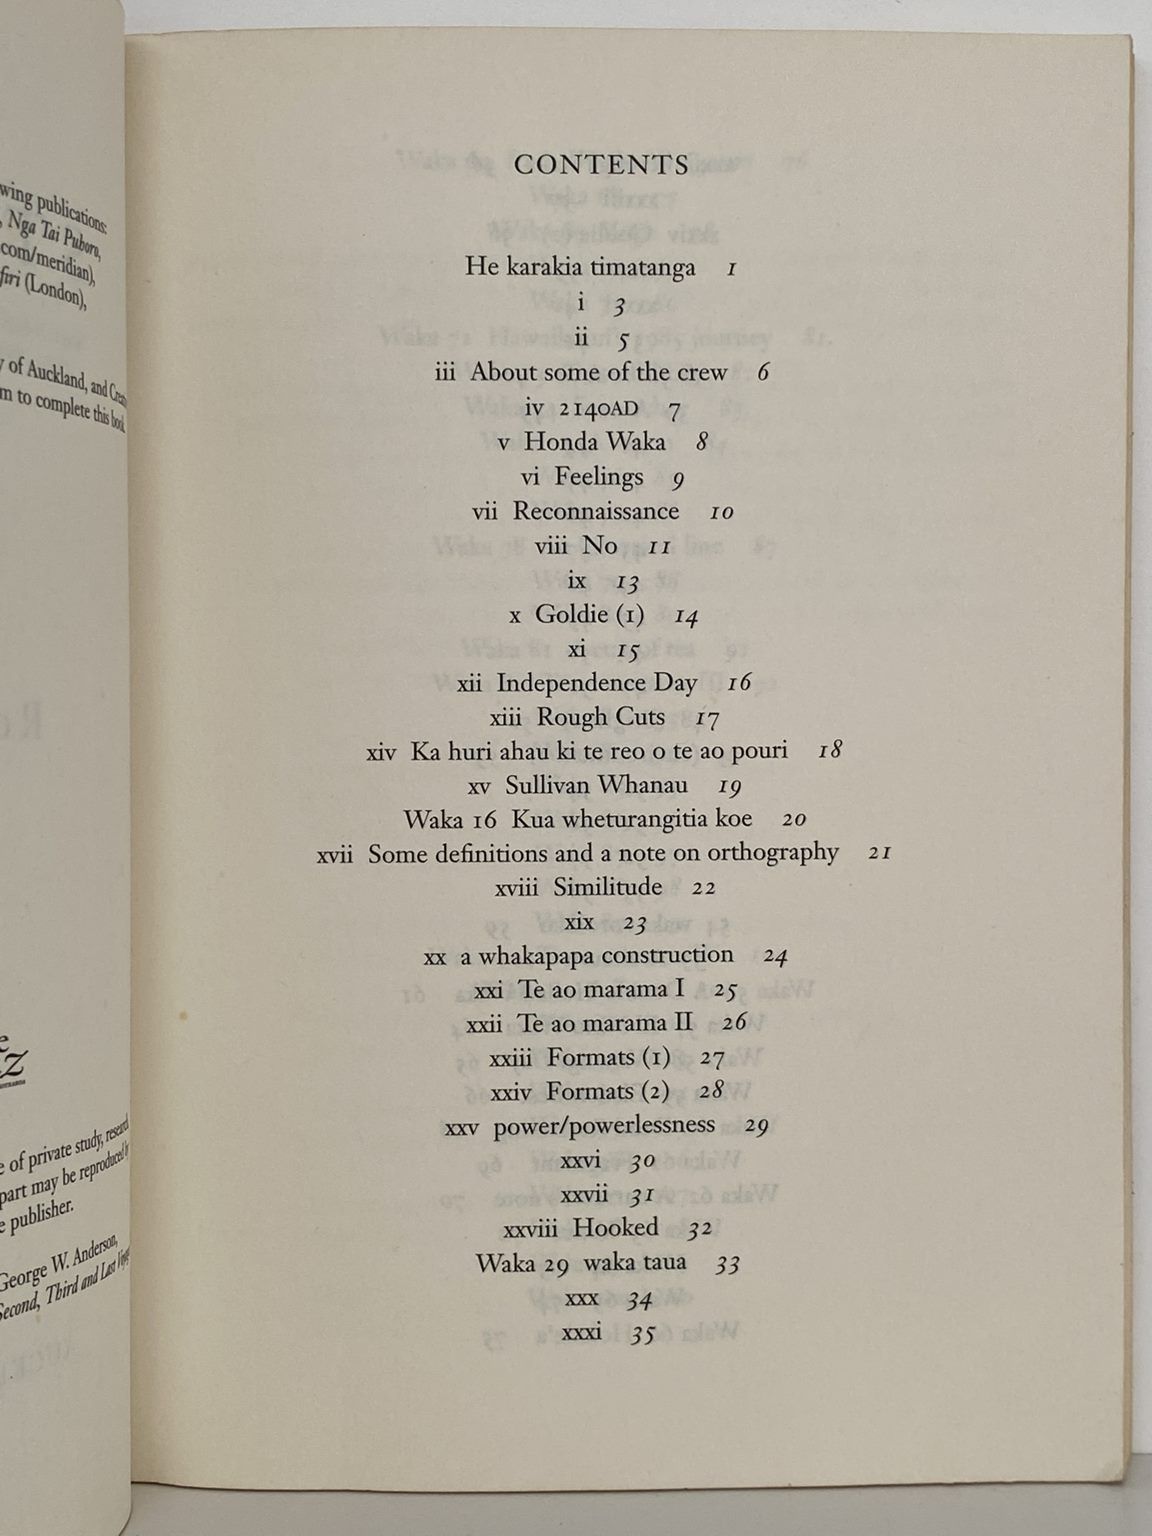 wing publications:
Nga Tai Puhoro,
com/meridian),
firi (London),
y of Auckland, and
m to complete this book.
e of private study, research
part may be reproduced
e publisher.
George W. Anderson,
Second, Third and Last
CONTENTS
He karakia timatanga 1
i 3
ii 5
iii About some of the crew 6
iv 2140AD 7
v Honda Waka 8
vi Feelings 9
vii Reconnaissance 10
viii No 11
ix 13
x Goldie (1) 14
xi 15
xii Independence Day 16
xiii Rough Cuts 17
xiv Ka huri ahau ki te reo o te ao pouri 18
xv Sullivan Whanau 19
Waka 16 Kua wheturangitia koe 20
xvii Some definitions and a note on orthography 21
xviii Similitude 22
xix 23
xx a whakapapa construction 24
xxi Te ao marama I 25
xxii Te ao marama II 26
xxiii Formats (1) 27
xxiv Formats (2) 28
xxv power/powerlessness 29
xxvi 30
xxvii 31
xxviii Hooked 32
Waka 29 waka taua 33
xxx 34
xxxi 35